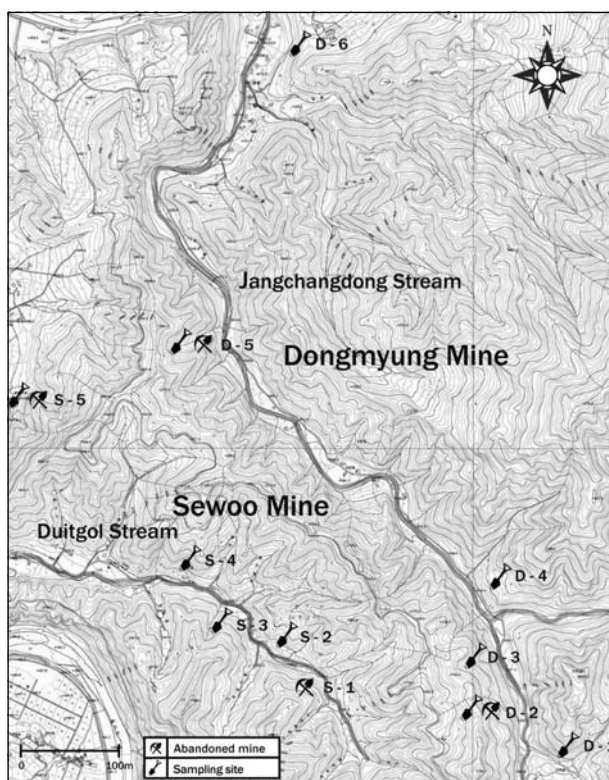 D - 6
N
Jangchangdong Stream
D - 5
Dongmyung Mine
S - 5
Sewoo Mine
Duitgol Stream
S - 4
D - 4
S - 3
S - 2
D - 3
S - 1
D - 2
D -
0
100m
Abandoned mine
Sampling site